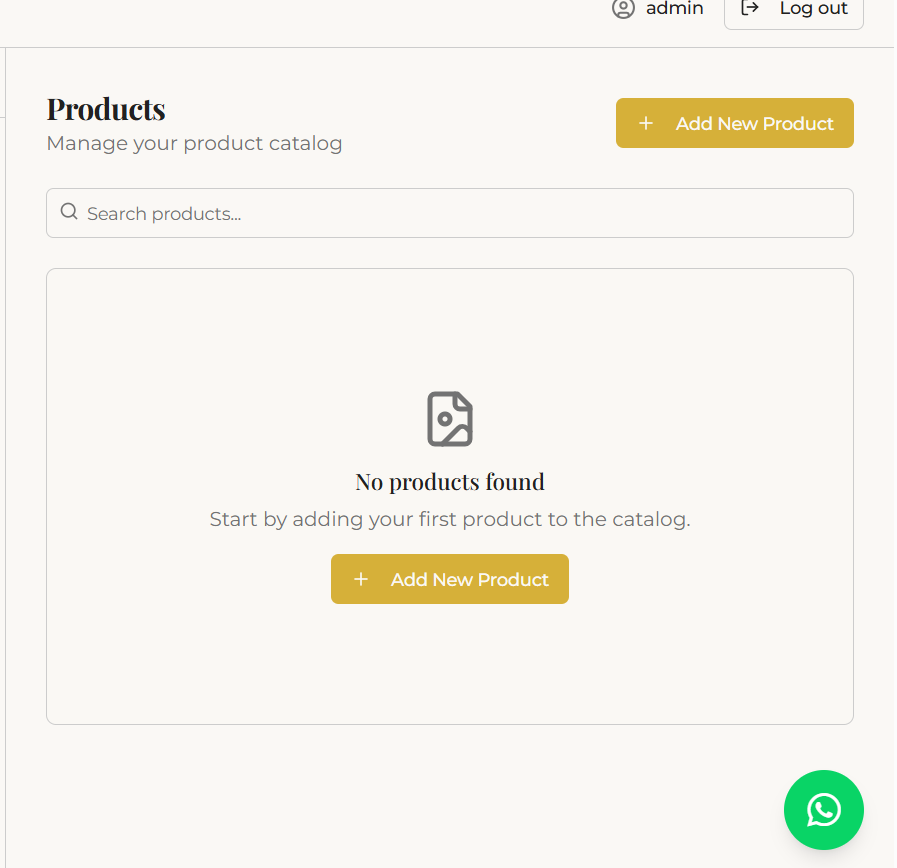 admin
Log out
Products
Manage your product catalog
Add New Product
Search products...
No products found
Start by adding your first product to the catalog.
Add New Product